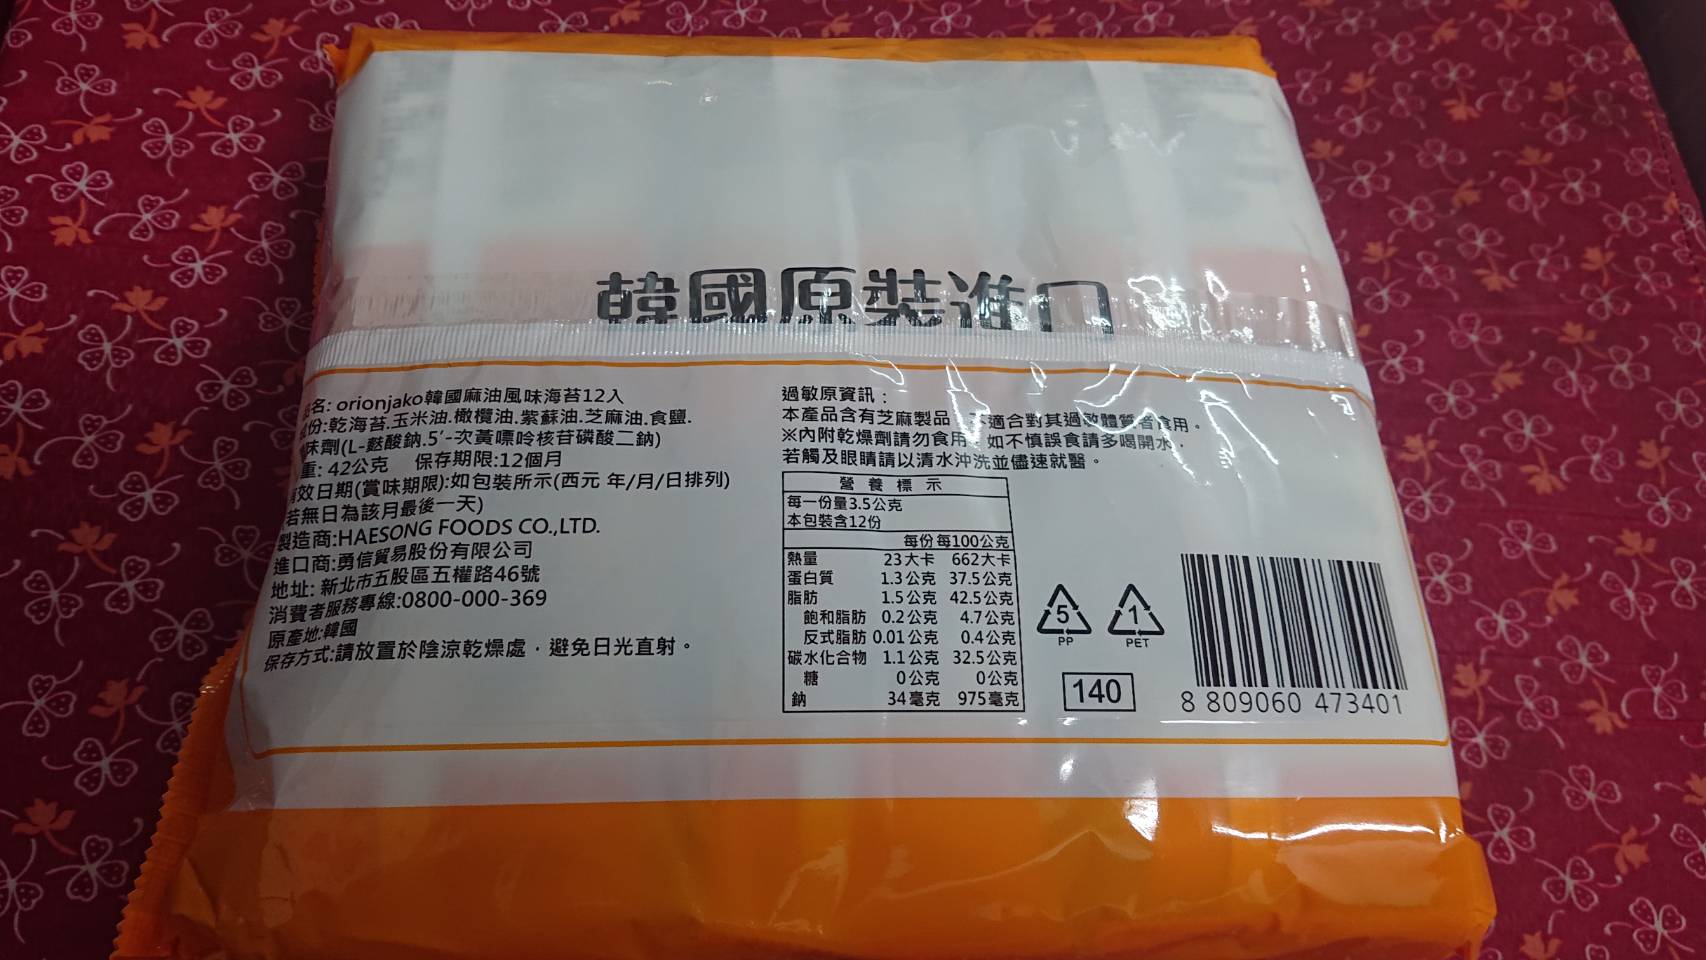 韓國原裝進口
名: orionjako韓國麻油風味海苔12入
份:乾海苔.玉米油.橄欖油.紫蘇油.芝麻油.食鹽.
味劑(L-麩酸鈉.5'-次黃嘌呤核苷磷酸二鈉)
重: 42公克 保存期限:12個月
效日期(賞味期限):如包裝所示(西元 年/月/日排列)
若無日為該月最後一天)
製造商:HAESONG FOODS CO.,LTD.
進口商:勇信貿易股份有限公司
地址: 新北市五股區五權路46號
消費者服務專線:0800-000-369
原產地:韓國
保存方式:請放置於陰涼乾燥處，避免日光直射。
過敏原資訊：
本產品含有芝麻製品 適合對其過敏體質者食用。
※內附乾燥劑請勿食用 如不慎誤食請多喝開水，
若觸及眼睛請以清水沖洗並儘速就醫。
營養標示
每一份量3.5公克
本包裝含12份
每份 每100公克
熱量 23大卡 662大卡
蛋白質 1.3公克 37.5公克
脂肪 1.5公克 42.5公克
飽和脂肪 0.2公克 4.7公克
反式脂肪 0.01公克 0.4公克
碳水化合物 1.1公克 32.5公克
糖 0公克 0公克
鈉 34毫克 975毫克
5 1
PP PET
140
8 809060 473401